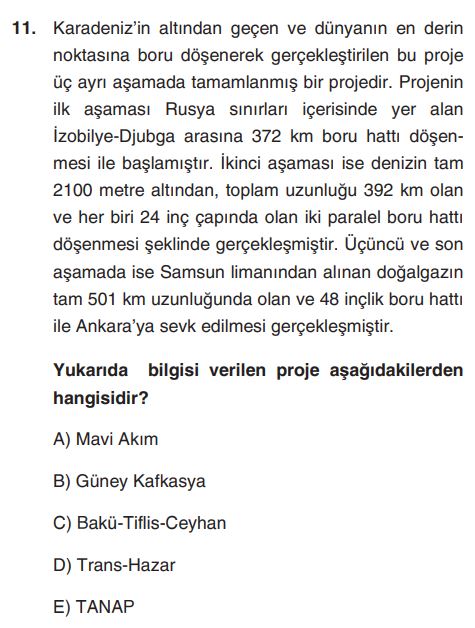 11. Karadeniz'in altından geçen ve dünyanın en derin
noktasına boru döşenerek gerçekleştirilen bu proje
üç ayrı aşamada tamamlanmış bir projedir. Projenin
ilk aşaması Rusya sınırları içerisinde yer alan
İzobilye-Djubga arasına 372 km boru hattı döşen-
mesi ile başlamıştır. İkinci aşaması ise denizin tam
2100 metre altından, toplam uzunluğu 392 km olan
ve her biri 24 inç çapında olan iki paralel boru hattı
döşenmesi şeklinde gerçekleşmiştir. Üçüncü ve son
aşamada ise Samsun limanından alınan doğalgazın
tam 501 km uzunluğunda olan ve 48 inçlik boru hattı
ile Ankara'ya sevk edilmesi gerçekleşmiştir.
Yukarıda bilgisi verilen proje aşağıdakilerden
hangisidir?
A) Mavi Akım
B) Güney Kafkasya
C) Bakü-Tiflis-Ceyhan
D) Trans-Hazar
E) TANAP